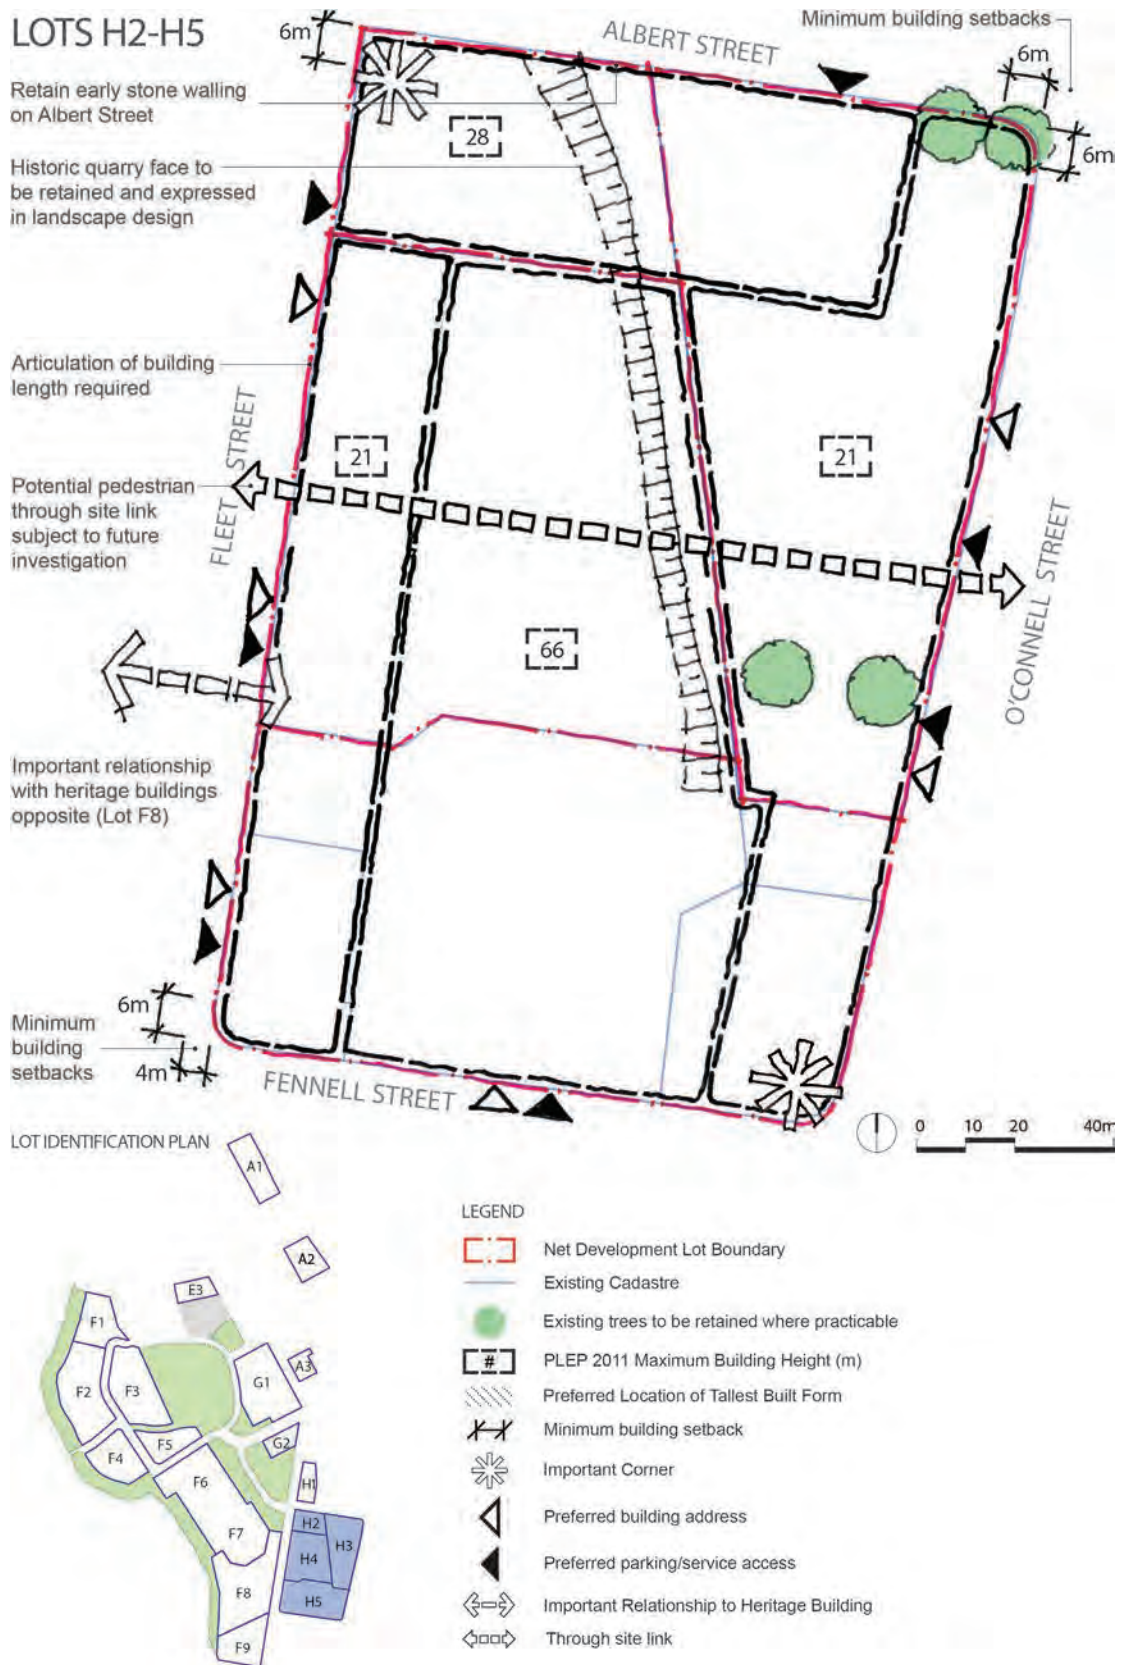 LOTS H2-H5
6m
ALBERT STREET
Minimum building setbacks
6m
6m
Retain early stone walling
on Albert Street
28
Historic quarry face to
be retained and expressed
in landscape design
Articulation of building
length required
FLEET STREET
21
21
Potential pedestrian
through site link
subject to future
investigation
O'CONNELL STREET
66
Important relationship
with heritage buildings
opposite (Lot F8)
6m
Minimum
building
setbacks
4m
FENNELL STREET
0 10 20 40m
LOT IDENTIFICATION PLAN
A1
A2
E3
F1
A3
G1
F2
F3
F5
G2
F4
F6
H1
H2
F7
H3
H4
F8
H5
F9
LEGEND
Net Development Lot Boundary
Existing Cadastre
Existing trees to be retained where practicable
# PLEP 2011 Maximum Building Height (m)
Preferred Location of Tallest Built Form
Minimum building setback
Important Corner
Preferred building address
Preferred parking/service access
Important Relationship to Heritage Building
Through site link